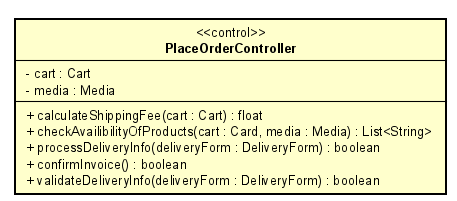 <<control>>
PlaceOrderController
- cart : Cart
- media : Media
+ calculateShippingFee(cart : Cart) : float
+ checkAvailibilityOfProducts(cart : Card, media : Media) : List<String>
+ processDeliveryInfo(deliveryForm : DeliveryForm) : boolean
+ confirmInvoice() : boolean
+ validateDeliveryInfo(deliveryForm : DeliveryForm) : boolean